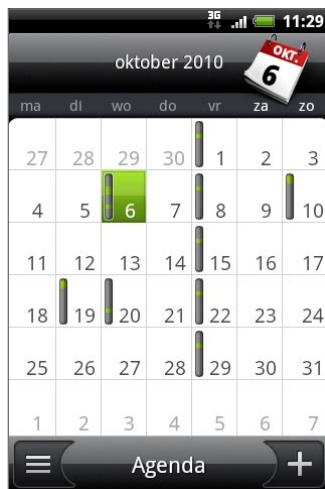 3G 11:29
oktober 2010
OKT.
6
ma di wo do vr za zo
27 28 29 30 1 2 3
4 5 6 7 8 9 10
11 12 13 14 15 16 17
18 19 20 21 22 23 24
25 26 27 28 29 30 31
1 2 3 4 5 6 7
Agenda